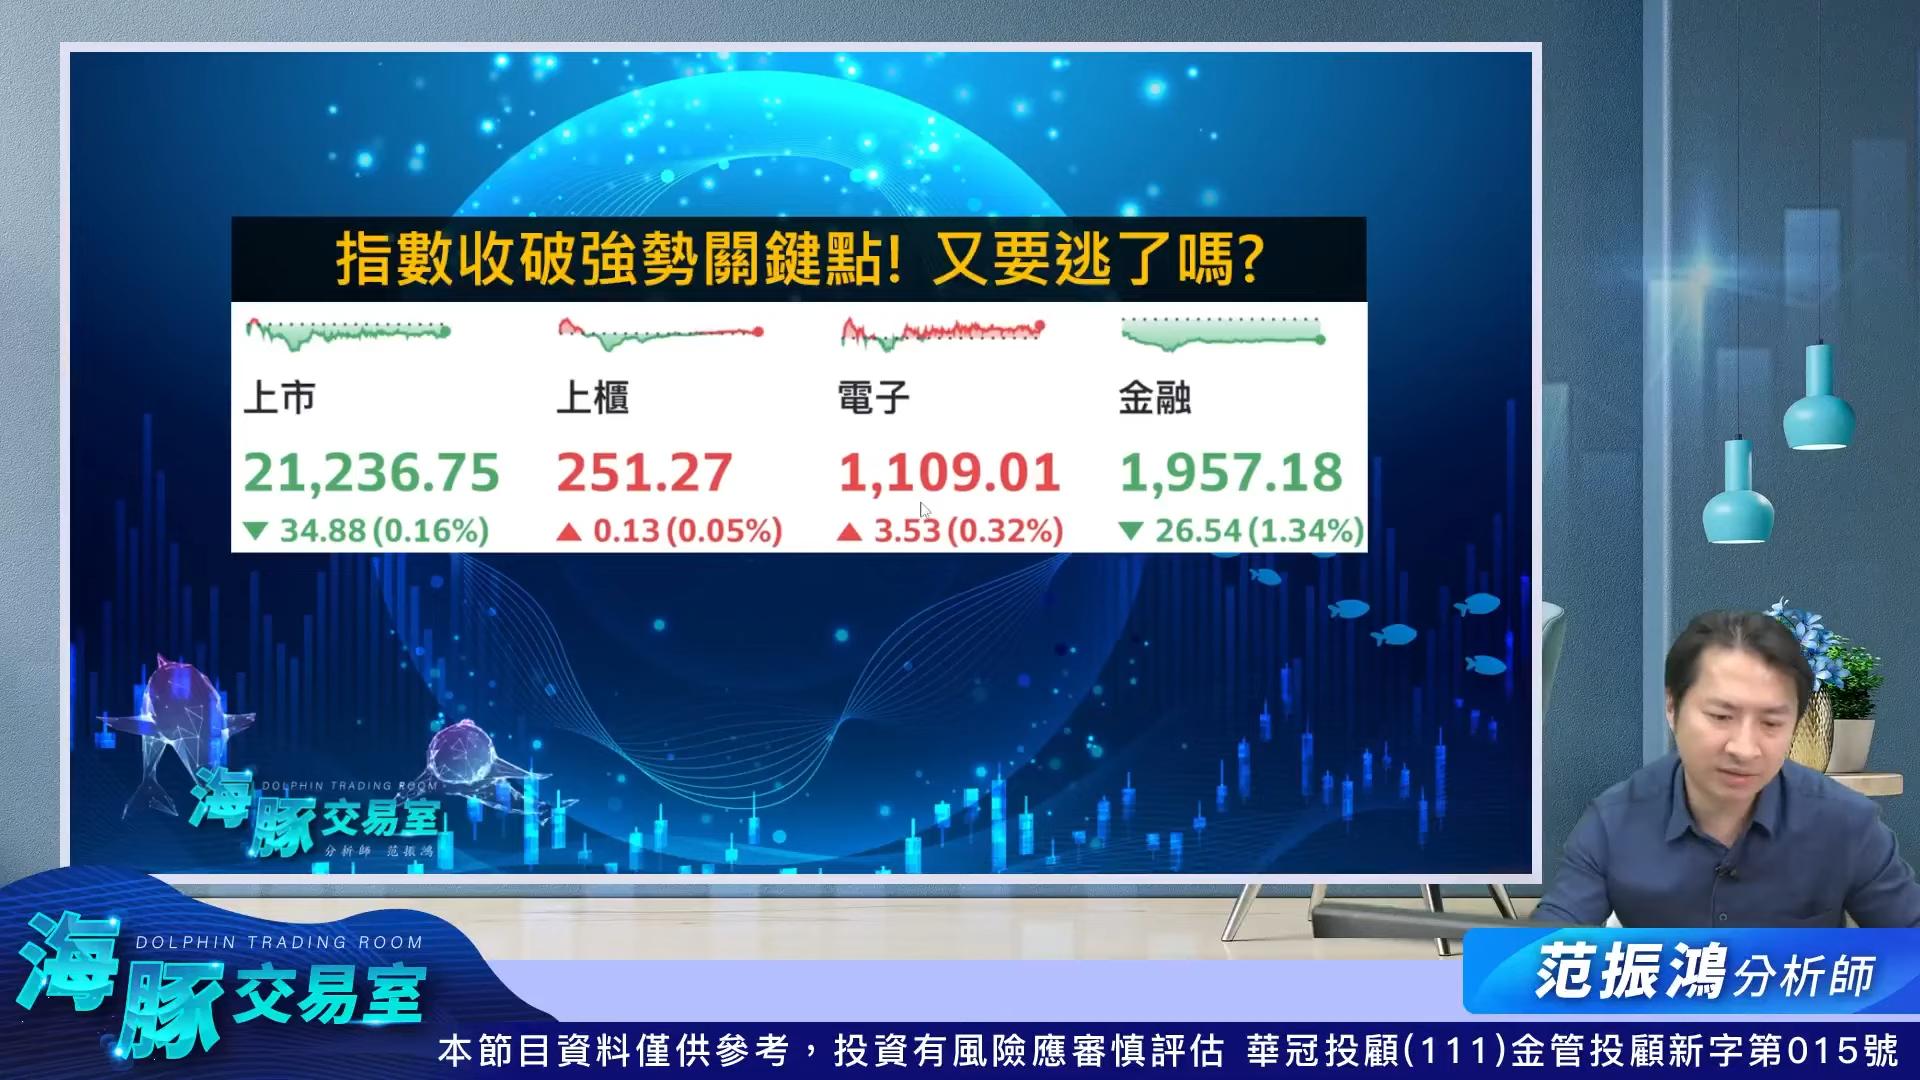 指數收破強勢關鍵點! 又要逃了嗎?
上市 上櫃 電子 金融
21,236.75 251.27 1,109.01 1,957.18
▼ 34.88 (0.16%) ▲ 0.13 (0.05%) ▲ 3.53 (0.32%) ▼ 26.54 (1.34%)
DOLPHIN TRADING ROOM
海豚交易室
分析師 范振鴻
DOLPHIN TRADING ROOM
海豚交易室
范振鴻分析師
本節目資料僅供參考，投資有風險應審慎評估 華冠投顧(111)金管投顧新字第015號